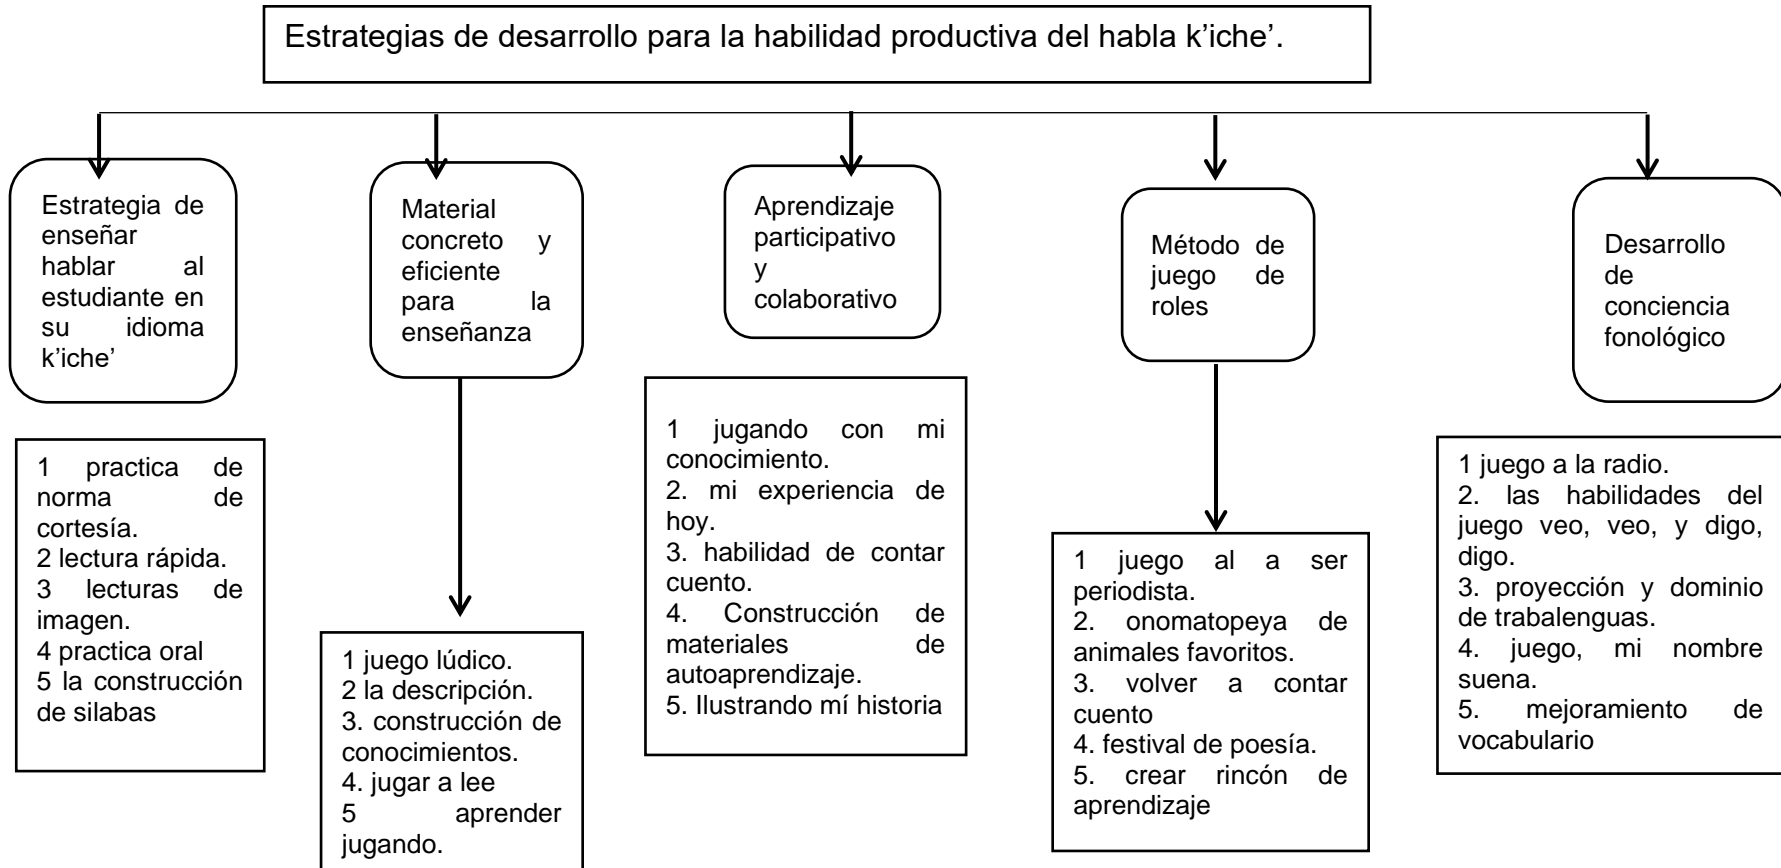 Estrategias de desarrollo para la habilidad productiva del habla k’iche’.
Estrategia de
enseñar
hablar al
estudiante en
su idioma
k’iche’
Material
concreto y
eficiente
para la
enseñanza
Aprendizaje
participativo
y
colaborativo
Método de
juego de
roles
Desarrollo
de
conciencia
fonológico
1 practica de
norma de
cortesía.
2 lectura rápida.
3 lecturas de
imagen.
4 practica oral
5 la construcción
de silabas
1 juego lúdico.
2 la descripción.
3. construcción de
conocimientos.
4. jugar a lee
5 aprender
jugando.
1 jugando con mi
conocimiento.
2. mi experiencia de
hoy.
3. habilidad de contar
cuento.
4. Construcción de
materiales de
autoaprendizaje.
5. Ilustrando mí historia
1 juego al a ser
periodista.
2. onomatopeya de
animales favoritos.
3. volver a contar
cuento
4. festival de poesía.
5. crear rincón de
aprendizaje
1 juego a la radio.
2. las habilidades del
juego veo, veo, y digo,
digo.
3. proyección y dominio
de trabalenguas.
4. juego, mi nombre
suena.
5. mejoramiento de
vocabulario